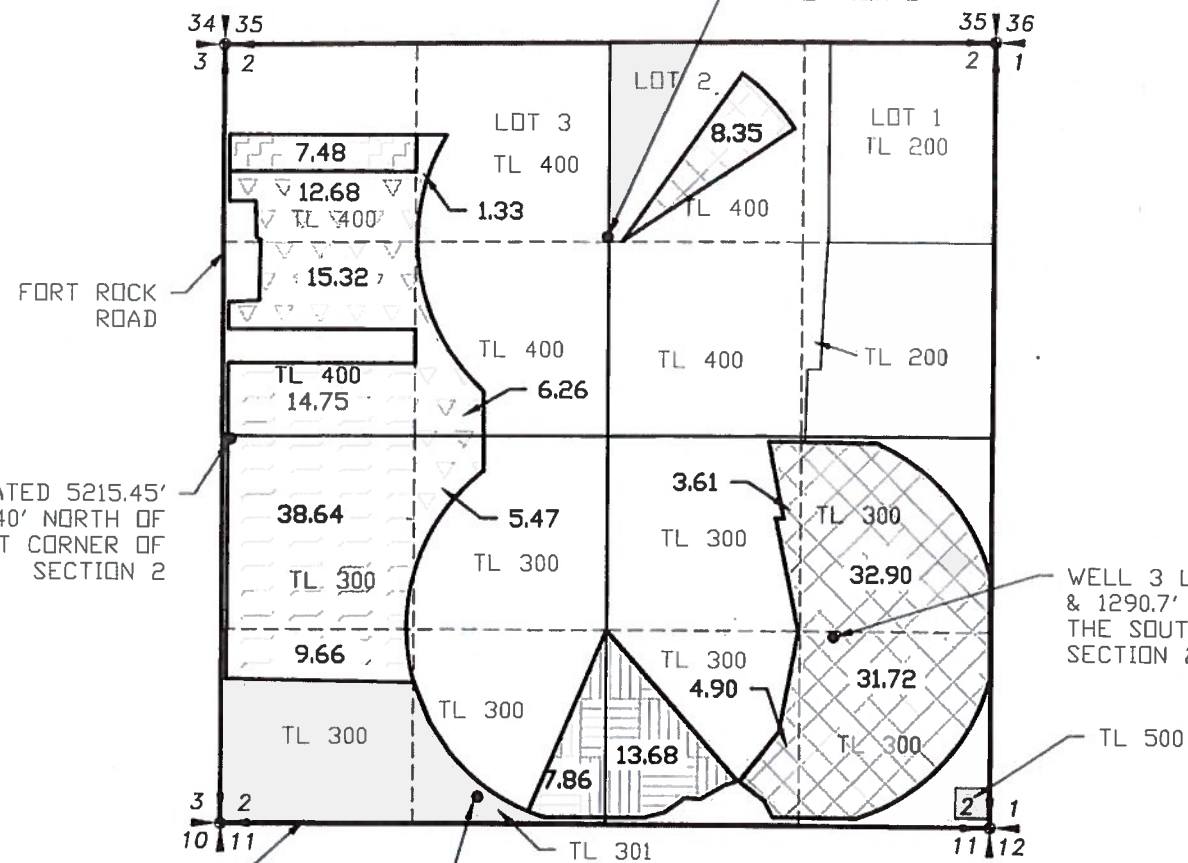 34 35
35 36
3 2
2 1
LOT 2
LOT 3
TL 400
8.35
LOT 1
TL 200
7.48
12.68
TL 400
1.33
TL 400
15.32
FORT ROCK
ROAD
TL 400
TL 400
TL 200
TL 400
14.75
6.26
ATED 5215.45'
40' NORTH OF
T CORNER OF
SECTION 2
3.61
38.64
5.47
TL 300
TL 300
TL 300
TL 300
32.90
WELL 3 L
& 1290.7'
THE SOUT
SECTION 2
9.66
TL 300
4.90
31.72
TL 300
TL 300
13.68
7.86
TL 300
TL 500
2
3 2
1
10 11
11 12
TL 301